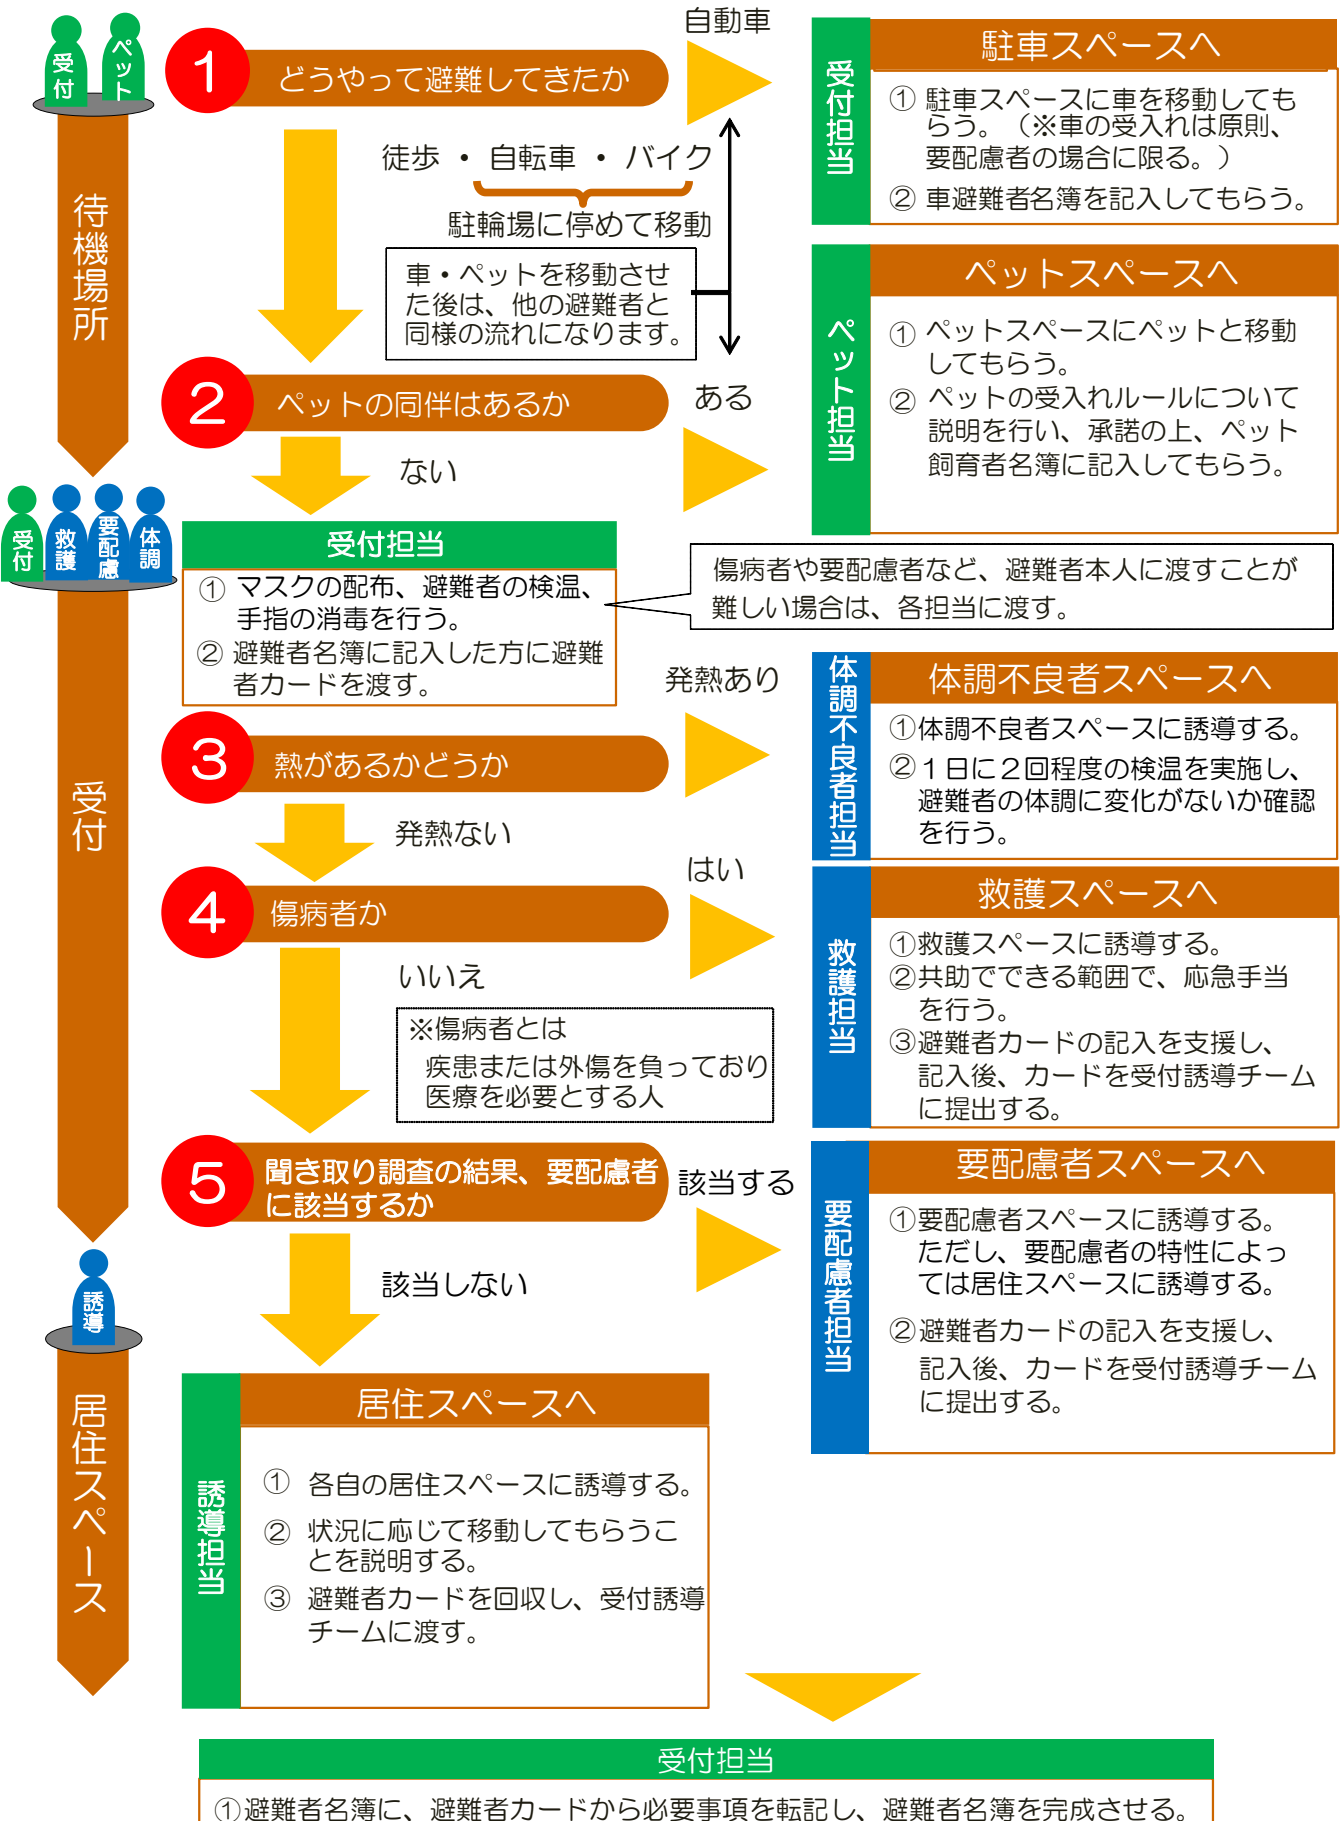 受付
ペット
1
どうやって避難してきたか
自動車
徒歩 ・ 自転車 ・ バイク
駐輪場に停めて移動
車・ペットを移動させ
た後は、他の避難者と
同様の流れになります。
受付担当
駐車スペースへ
① 駐車スペースに車を移動しても
らう。（※車の受入れは原則、
要配慮者の場合に限る。）
② 車避難者名簿を記入してもらう。
待機場所
2
ペットの同伴はあるか
ある
ない
ペット担当
ペットスペースへ
① ペットスペースにペットと移動
してもらう。
② ペットの受入れルールについて
説明を行い、承諾の上、ペット
飼育者名簿に記入してもらう。
受付
救護
要配慮
体調
受付担当
① マスクの配布、避難者の検温、
手指の消毒を行う。
② 避難者名簿に記入した方に避難
者カードを渡す。
傷病者や要配慮者など、避難者本人に渡すことが
難しい場合は、各担当に渡す。
受付
3
熱があるかどうか
発熱あり
発熱ない
体調不良者担当
体調不良者スペースへ
①体調不良者スペースに誘導する。
②１日に２回程度の検温を実施し、
避難者の体調に変化がないか確認
を行う。
4
傷病者か
はい
いいえ
※傷病者とは
疾患または外傷を負っており
医療を必要とする人
救護担当
救護スペースへ
①救護スペースに誘導する。
②共助でできる範囲で、応急手当
を行う。
③避難者カードの記入を支援し、
記入後、カードを受付誘導チーム
に提出する。
5
聞き取り調査の結果、要配慮者
に該当するか
該当する
該当しない
要配慮者担当
要配慮者スペースへ
①要配慮者スペースに誘導する。
ただし、要配慮者の特性によっ
ては居住スペースに誘導する。
②避難者カードの記入を支援し、
記入後、カードを受付誘導チーム
に提出する。
誘導
居住スペース
誘導担当
居住スペースへ
① 各自の居住スペースに誘導する。
② 状況に応じて移動してもらうこ
とを説明する。
③ 避難者カードを回収し、受付誘導
チームに渡す。
受付担当
①避難者名簿に、避難者カードから必要事項を転記し、避難者名簿を完成させる。